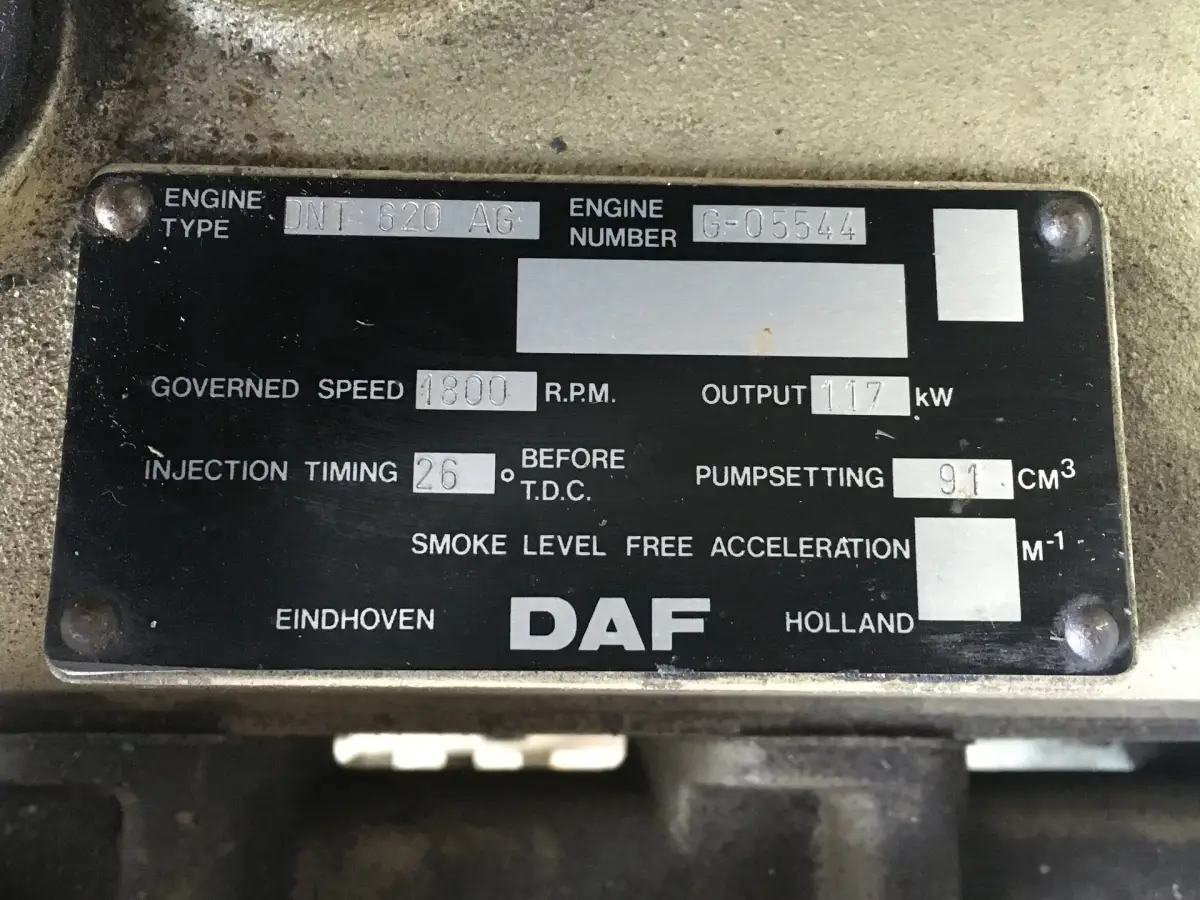 ENGINE TYPE DNT 620 AG
ENGINE NUMBER G-05544
GOVERNED SPEED 1800 R.P.M. OUTPUT 117 kW
INJECTION TIMING 26 ° BEFORE T.D.C. PUMPSETTING 91 CM³
SMOKE LEVEL FREE ACCELERATION M⁻¹
EINDHOVEN DAF HOLLAND